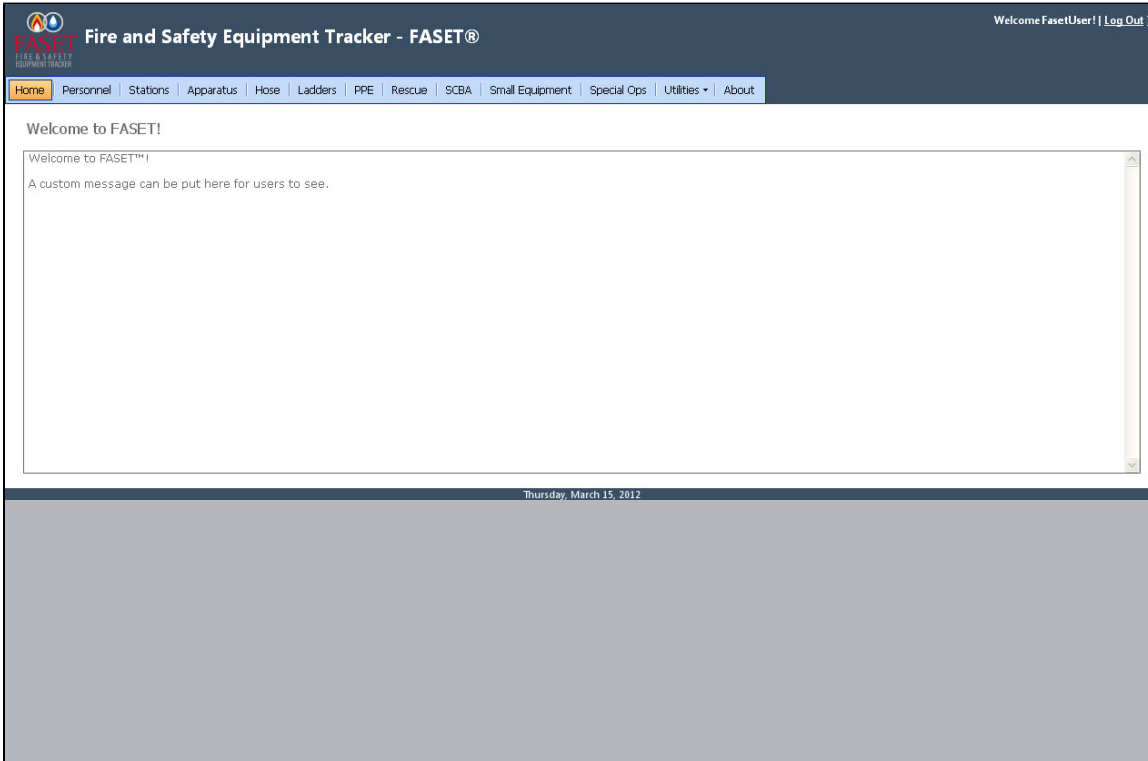 FASET
FIRE & SAFETY
EQUIPMENT TRACKER
Fire and Safety Equipment Tracker - FASET®
Welcome FasetUser! | Log Out
Home | Personnel | Stations | Apparatus | Hose | Ladders | PPE | Rescue | SCBA | Small Equipment | Special Ops | Utilities | About
Welcome to FASET!
Welcome to FASET™!
A custom message can be put here for users to see.
Thursday, March 15, 2012